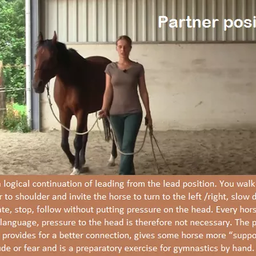 Partner posi
logical continuation of leading from the lead position. You walk
to shoulder and invite the horse to turn to the left /right, slow d
stop, follow without putting pressure on the head. Every hors
language, pressure to the head is therefore not necessary. The p
provides for a better connection, gives some horse more "suppo
or fear and is a preparatory exercise for gymnastics by hand.